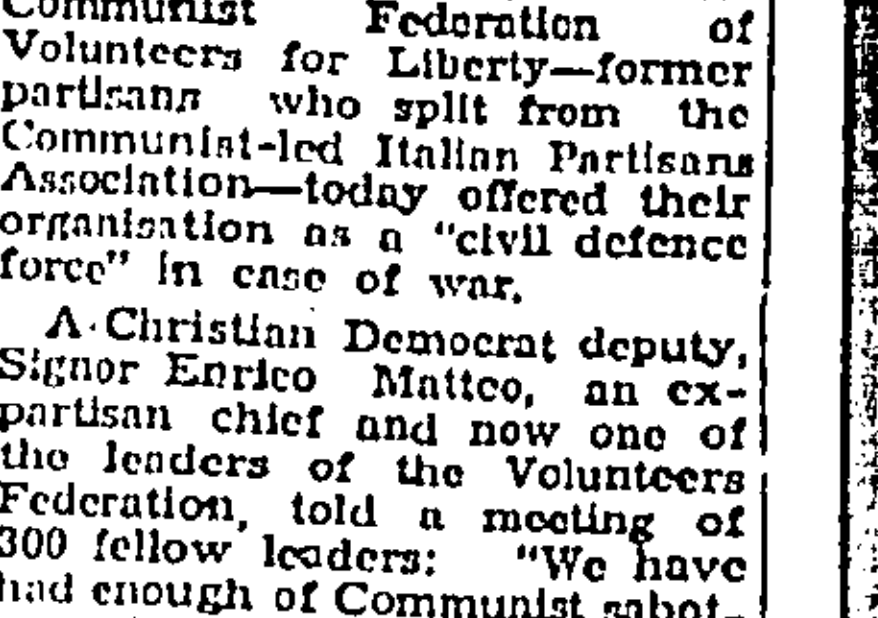 Communist Federation of
Volunteers for Liberty—former
partisans who split from the
Communist-led Italian Partisans
Association—today offered their
organisation as a "civil defence
force" in case of war.
A Christian Democrat deputy,
Signor Enrico Matteo, an ex-
partisan chief and now one of
the leaders of the Volunteers
Federation, told a meeting of
300 fellow leaders: "We have
had enough of Communist sabot-